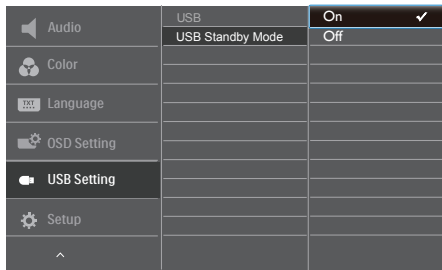 Audio
Color
TXT
Language
OSD Setting
USB Setting
Setup
USB
USB Standby Mode
On
Off